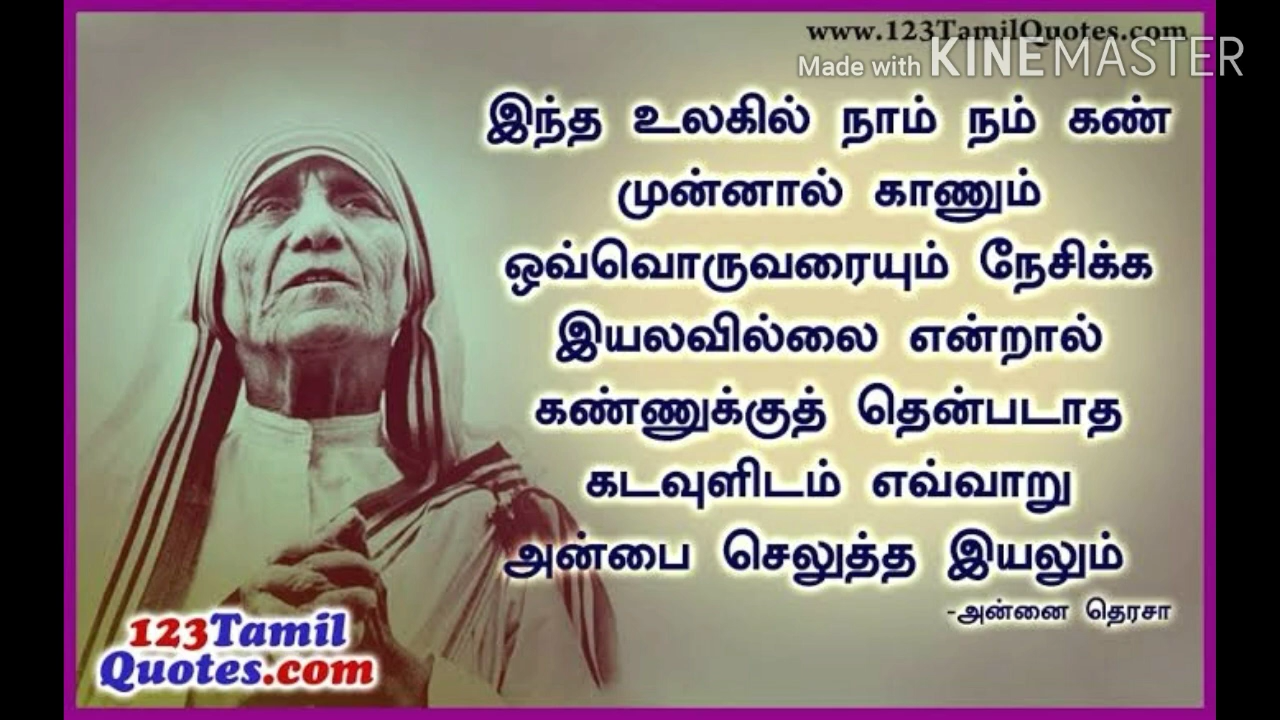 www.123TamilQuotes.com
Made with KINEMASTER
இந்த உலகில் நாம் நம் கண்
முன்னால் காணும்
ஒவ்வொருவரையும் நேசிக்க
இயலவில்லை என்றால்
கண்ணுக்குத் தென்படாத
கடவுளிடம் எவ்வாறு
அன்பை செலுத்த இயலும்
-அன்னை தெரசா
123Tamil
Quotes.com